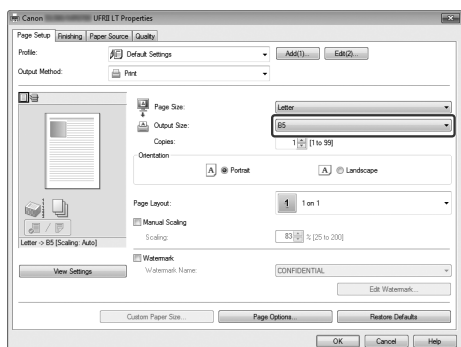 Canon UFRII LT Properties
Page Setup Finishing Paper Source Quality
Profile: Default Settings Add(1)... Edit(2)...
Output Method: Print
Page Size: Letter
Output Size: B5
Copies: 1 [1 to 99]
Orientation
A Portrait A Landscape
Page Layout: 1 1 on 1
Manual Scaling
Scaling: 83 % [25 to 200]
Letter -> B5 [Scaling: Auto]
View Settings
Watermark
Watermark Name: CONFIDENTIAL
Edit Watermark...
Custom Paper Size... Page Options... Restore Defaults
OK Cancel Help